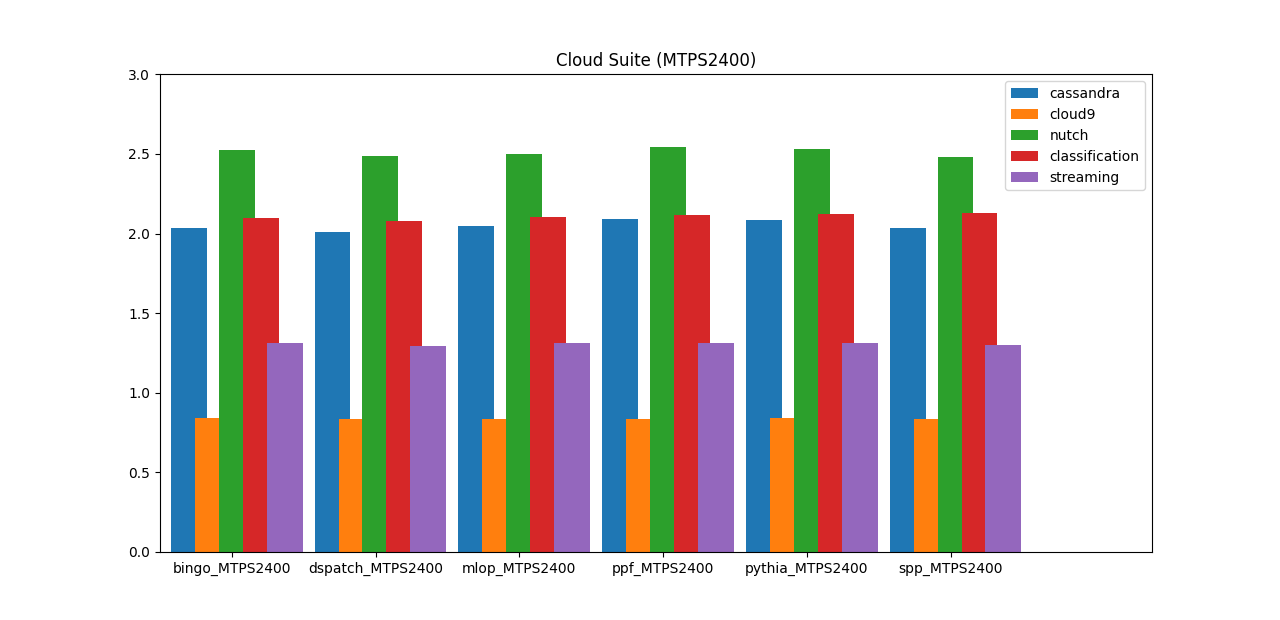 Cloud Suite (MTPS2400)
3.0
2.5
2.0
1.5
1.0
0.5
0.0
cassandra
cloud9
nutch
classification
streaming
bingo_MTPS2400 dspatch_MTPS2400 mlop_MTPS2400 ppf_MTPS2400 pythia_MTPS2400 spp_MTPS2400